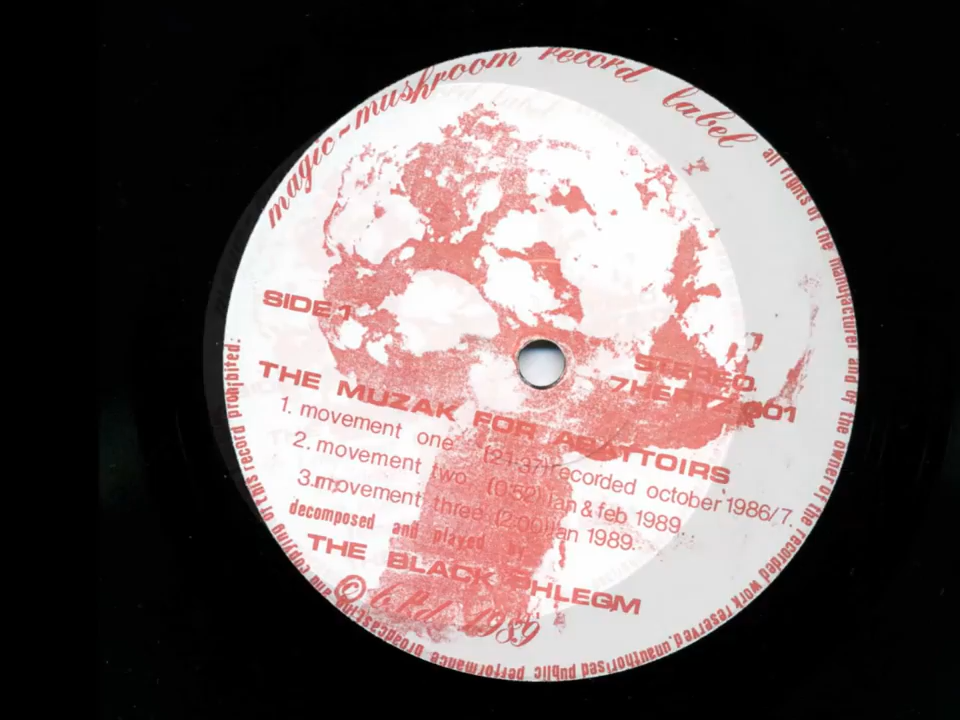 magic-mushroom record label
all rights of the manufacturer and of the owner of the recorded work reserved. unauthorised public performance broadcasting and copying of this record prohibited:
SIDE 1
STEREO
7HERTZ 001
THE MUZAK FOR ABATTOIRS
1. movement one (21·37) recorded october 1986/7.
2. movement two (0:52) jan & feb 1989.
3. movement three (2:00) jan 1989.
decomposed and played by
THE BLACK PHLEGM
© 1989